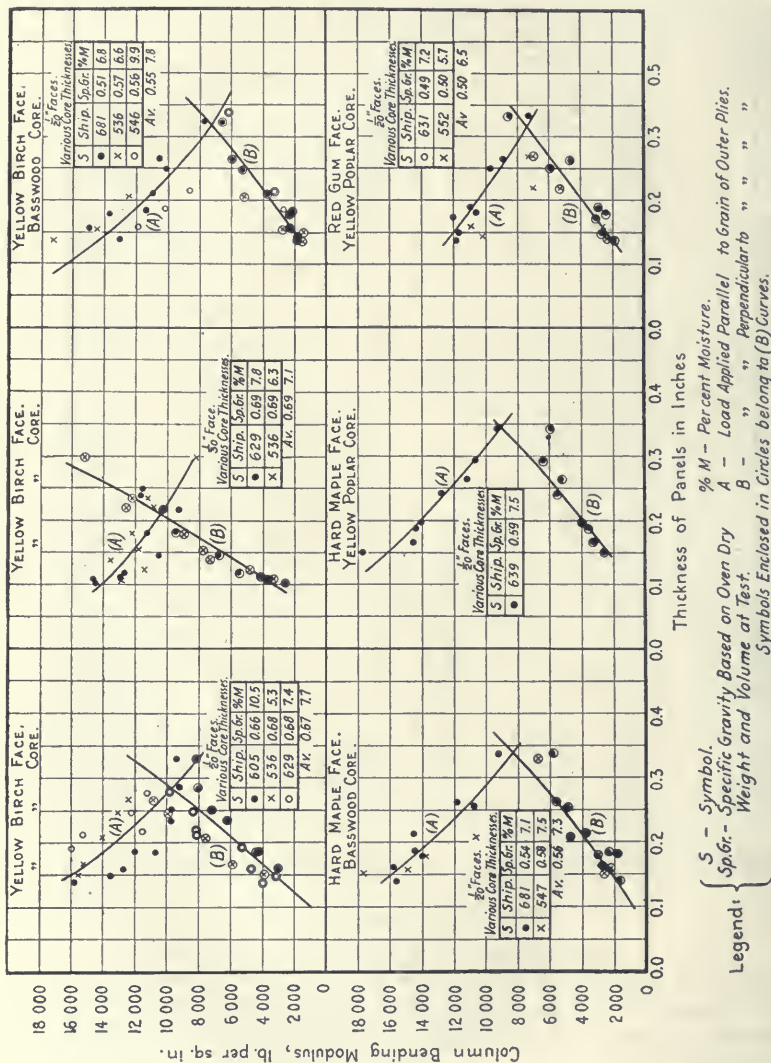 Column Bending Modulus, lb. per sq. in.
18 000
16 000
14 000
12 000
10 000
8 000
6 000
4 000
2 000
YELLOW BIRCH FACE.
„ „ CORE.
(A)
(B)
1/20" Faces.
Various Core Thicknesses.
S Ship. Sp.Gr. %M
● 605 0.66 10.5
× 536 0.68 5.3
○ 629 0.68 7.4
Av. 0.67 7.7
YELLOW BIRCH FACE.
„ „ CORE.
(A)
(B)
1/30" Face.
Various Core Thicknesses.
S Ship. Sp.Gr. %M
● 629 0.69 7.8
× 536 0.69 6.3
Av. 0.69 7.1
YELLOW BIRCH FACE.
BASSWOOD CORE.
(A)
(B)
1/20" Faces.
Various Core Thicknesses.
S Ship. Sp.Gr. %M
● 681 0.51 6.8
× 536 0.57 6.6
○ 546 0.56 9.9
Av. 0.55 7.8
18 000
16 000
14 000
12 000
10 000
8 000
6 000
4 000
2 000
0
HARD MAPLE FACE.
BASSWOOD CORE.
(A)
(B)
1/20" Faces.
Various Core Thicknesses.
S Ship. Sp.Gr. %M
● 681 0.54 7.1
× 547 0.58 7.5
Av. 0.56 7.3
HARD MAPLE FACE.
YELLOW POPLAR CORE.
(A)
(B)
1/20" Faces.
Various Core Thicknesses.
S Ship. Sp.Gr. %M
● 639 0.59 7.5
RED GUM FACE.
YELLOW POPLAR CORE.
(A)
(B)
1/20" Faces.
Various Core Thicknesses.
S Ship. Sp.Gr. %M
○ 631 0.49 7.2
× 552 0.50 5.7
Av 0.50 6.5
0.0 0.1 0.2 0.3 0.4 0.0 0.1 0.2 0.3 0.4 0.0 0.1 0.2 0.3 0.5
Thickness of Panels in Inches
Legend:
S - Symbol. % M - Percent Moisture.
Sp.Gr. - Specific Gravity Based on Oven Dry A - Load Applied Parallel to Grain of Outer Plies.
Weight and Volume at Test. B - „ „ Perpendicular to „ „ „ „
Symbols Enclosed in Circles belong to (B) Curves.